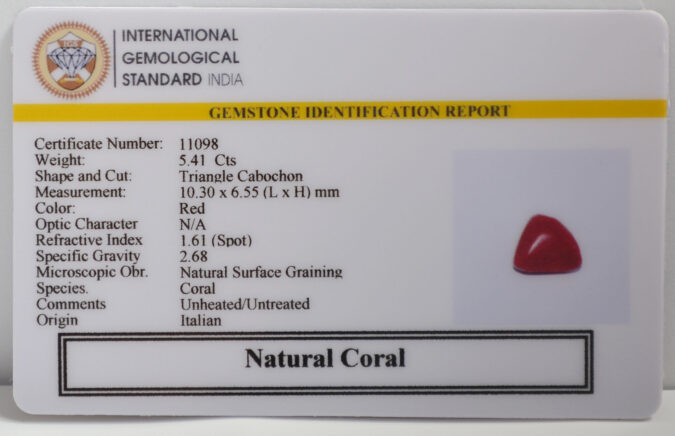 INTERNATIONAL
GEMOLOGICAL
STANDARD INDIA
GEMSTONE IDENTIFICATION REPORT
Certificate Number: 11098
Weight: 5.41 Cts
Shape and Cut: Triangle Cabochon
Measurement: 10.30 x 6.55 (L x H) mm
Color: Red
Optic Character N/A
Refractive Index 1.61 (Spot)
Specific Gravity 2.68
Microscopic Obr. Natural Surface Graining
Species. Coral
Comments Unheated/Untreated
Origin Italian
Natural Coral